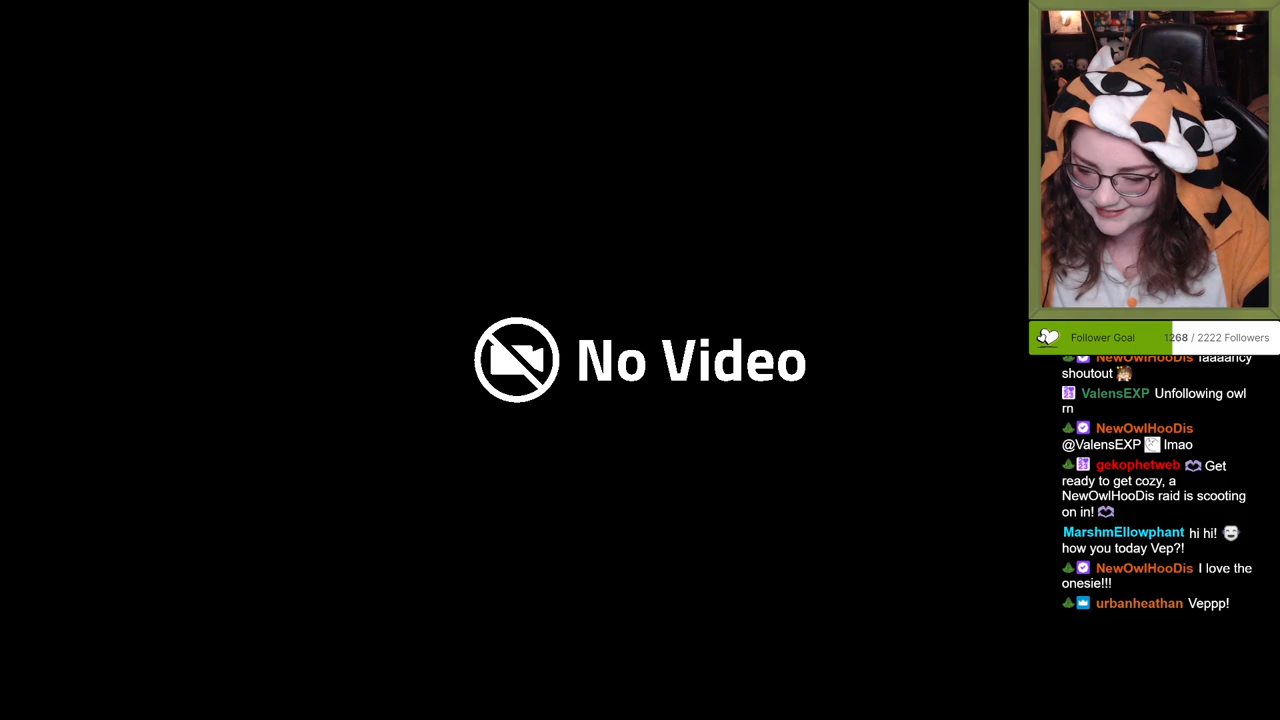 No Video
Follower Goal
1268 / 2222 Followers
NewOwlHooDis faaaancy
shoutout
ValensEXP Unfollowing owl
rn
NewOwlHooDis
@ValensEXP lmao
gekophetweb Get
ready to get cozy, a
NewOwlHooDis raid is scooting
on in!
MarshmEllowphant hi hi!
how you today Vep?!
NewOwlHooDis I love the
onesie!!!
urbanheathan Veppp!